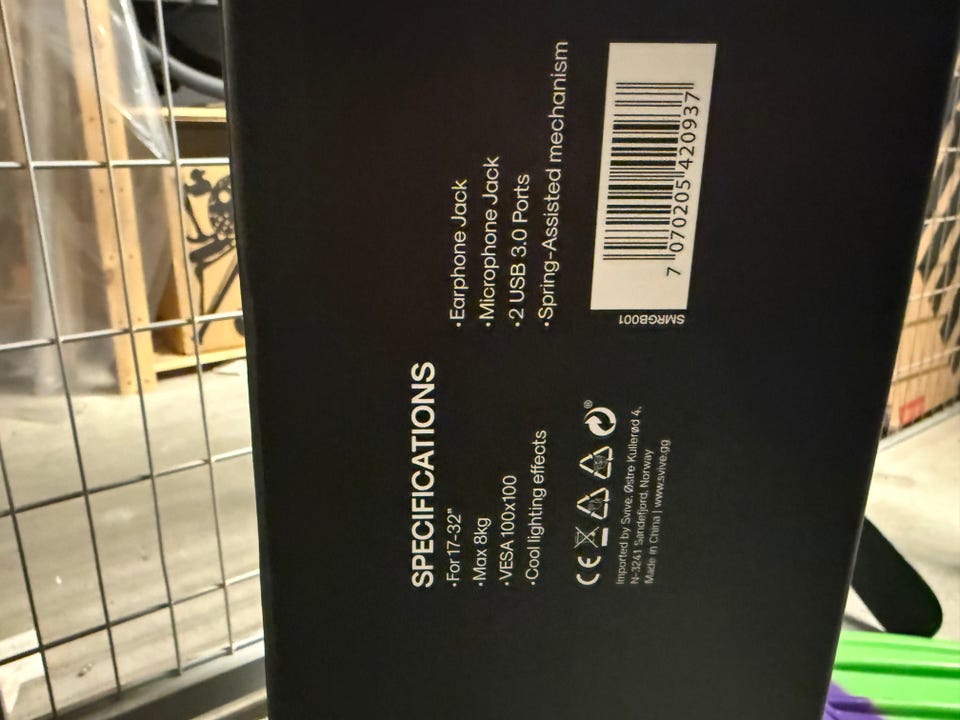 SPECIFICATIONS
·For 17-32"
·Max 8kg
·VESA 100x100
·Cool lighting effects
·Earphone Jack
·Microphone Jack
·2 USB 3.0 Ports
·Spring-Assisted mechanism
CE
®
Imported by Svive, Østre Kullerød 4,
N-3241 Sandefjord, Norway
Made in China | www.svive.gg
SMRGB001
7 070205 420937